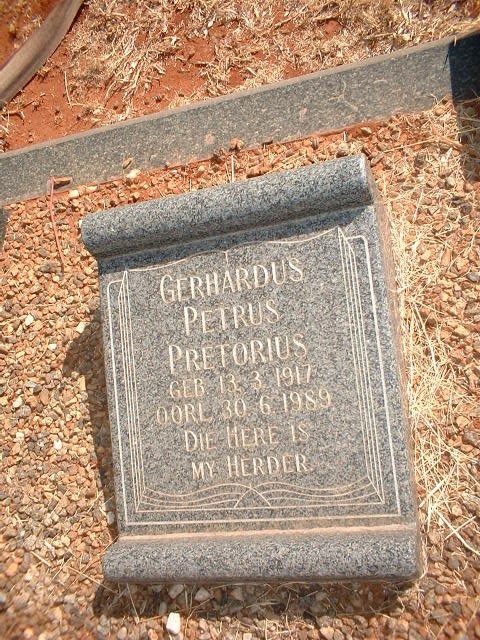 GERHARDUS
PETRUS
PRETORIUS
GEB. 13.3.1917
OORL. 30.6.1989
DIE HERE IS
MY HERDER.